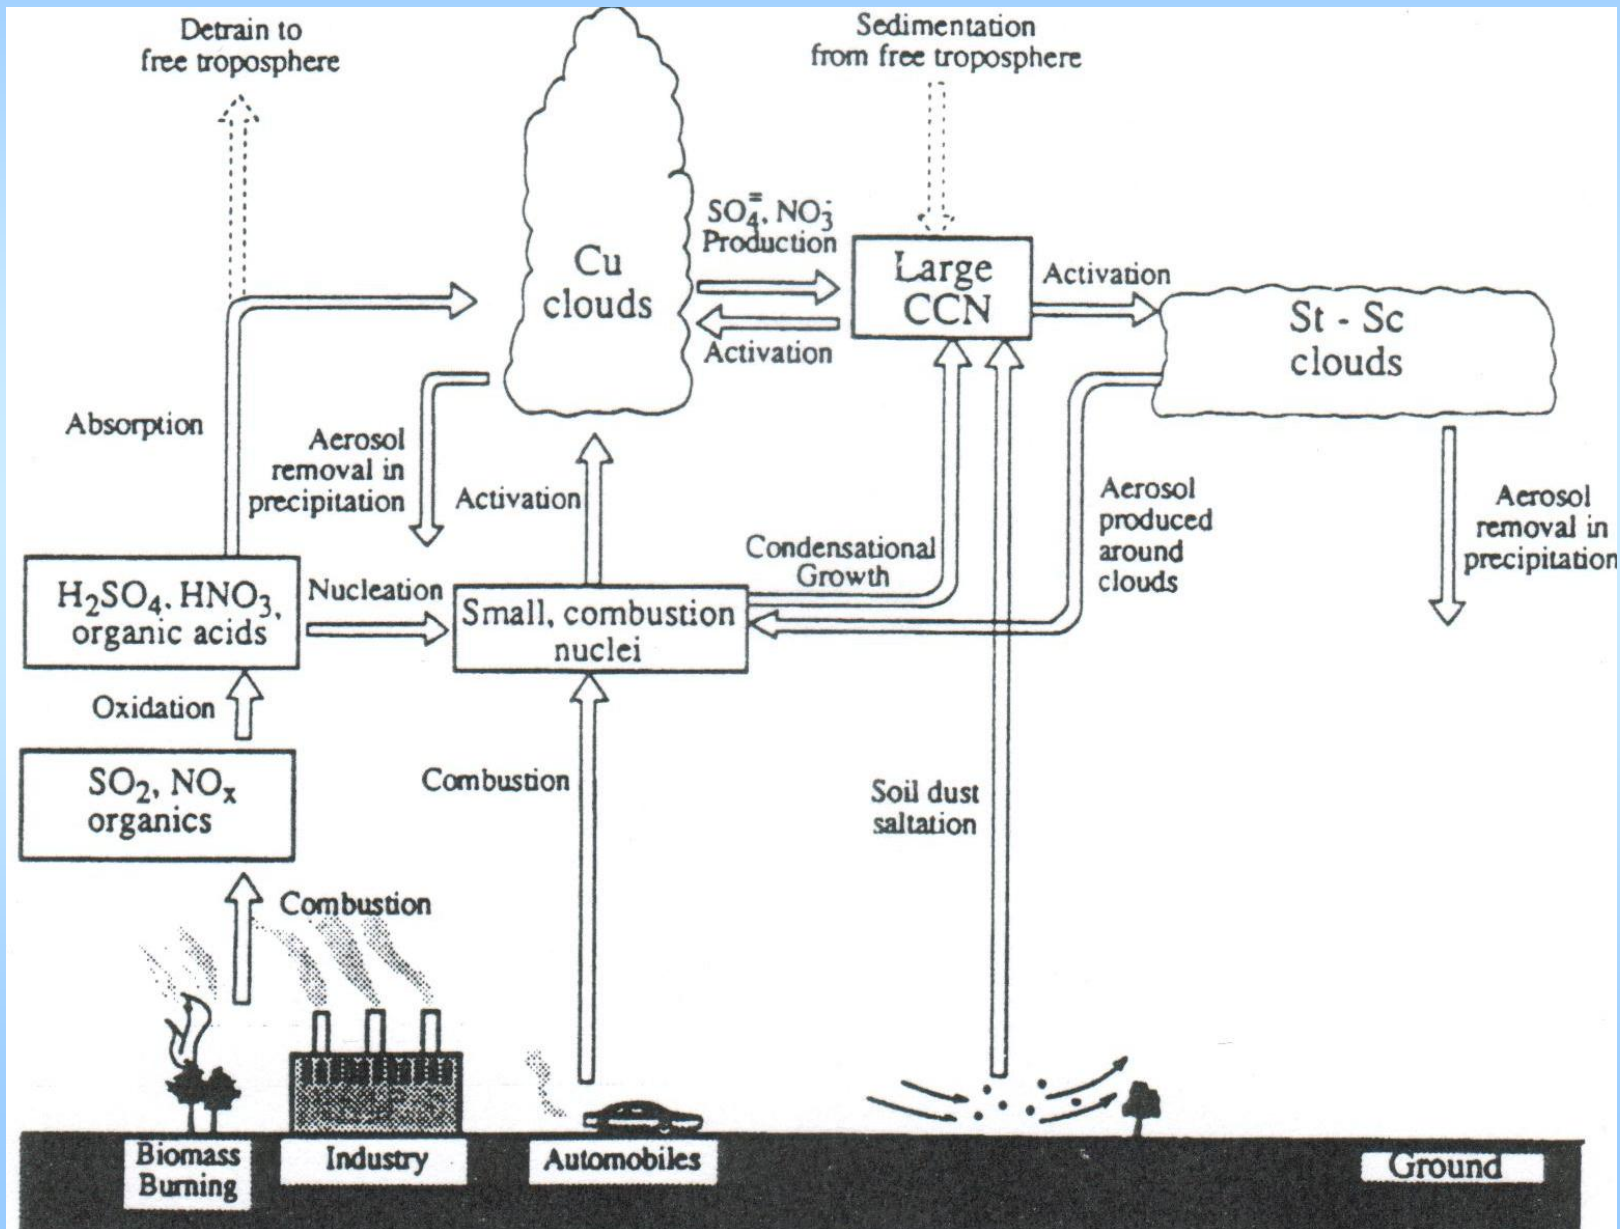 Detrain to
free troposphere
Sedimentation
from free troposphere
Cu
clouds
SO₄⁼, NO₃⁻
Production
Large
CCN
Activation
Activation
St - Sc
clouds
Absorption
Aerosol
removal in
precipitation
Activation
Condensational
Growth
Aerosol
produced
around
clouds
Aerosol
removal in
precipitation
H₂SO₄, HNO₃,
organic acids
Nucleation
Small, combustion
nuclei
Oxidation
SO₂, NOₓ
organics
Combustion
Soil dust
saltation
Combustion
Biomass
Burning
Industry
Automobiles
Ground